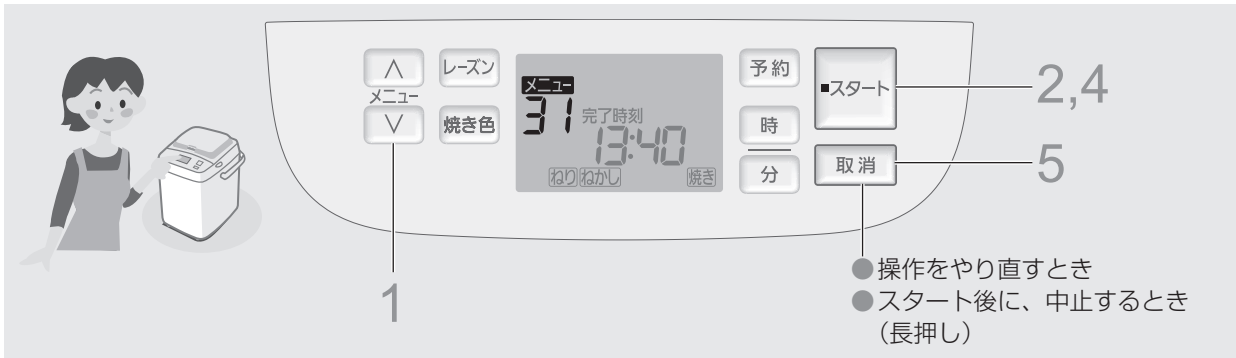 ∧
メニュー
∨
レーズン
焼き色
メニュー
31
完了時刻
13:40
ねり ねかし 焼き
予約
時
分
■スタート
取消
2,4
5
1
●操作をやり直すとき
●スタート後に、中止するとき
(長押し)